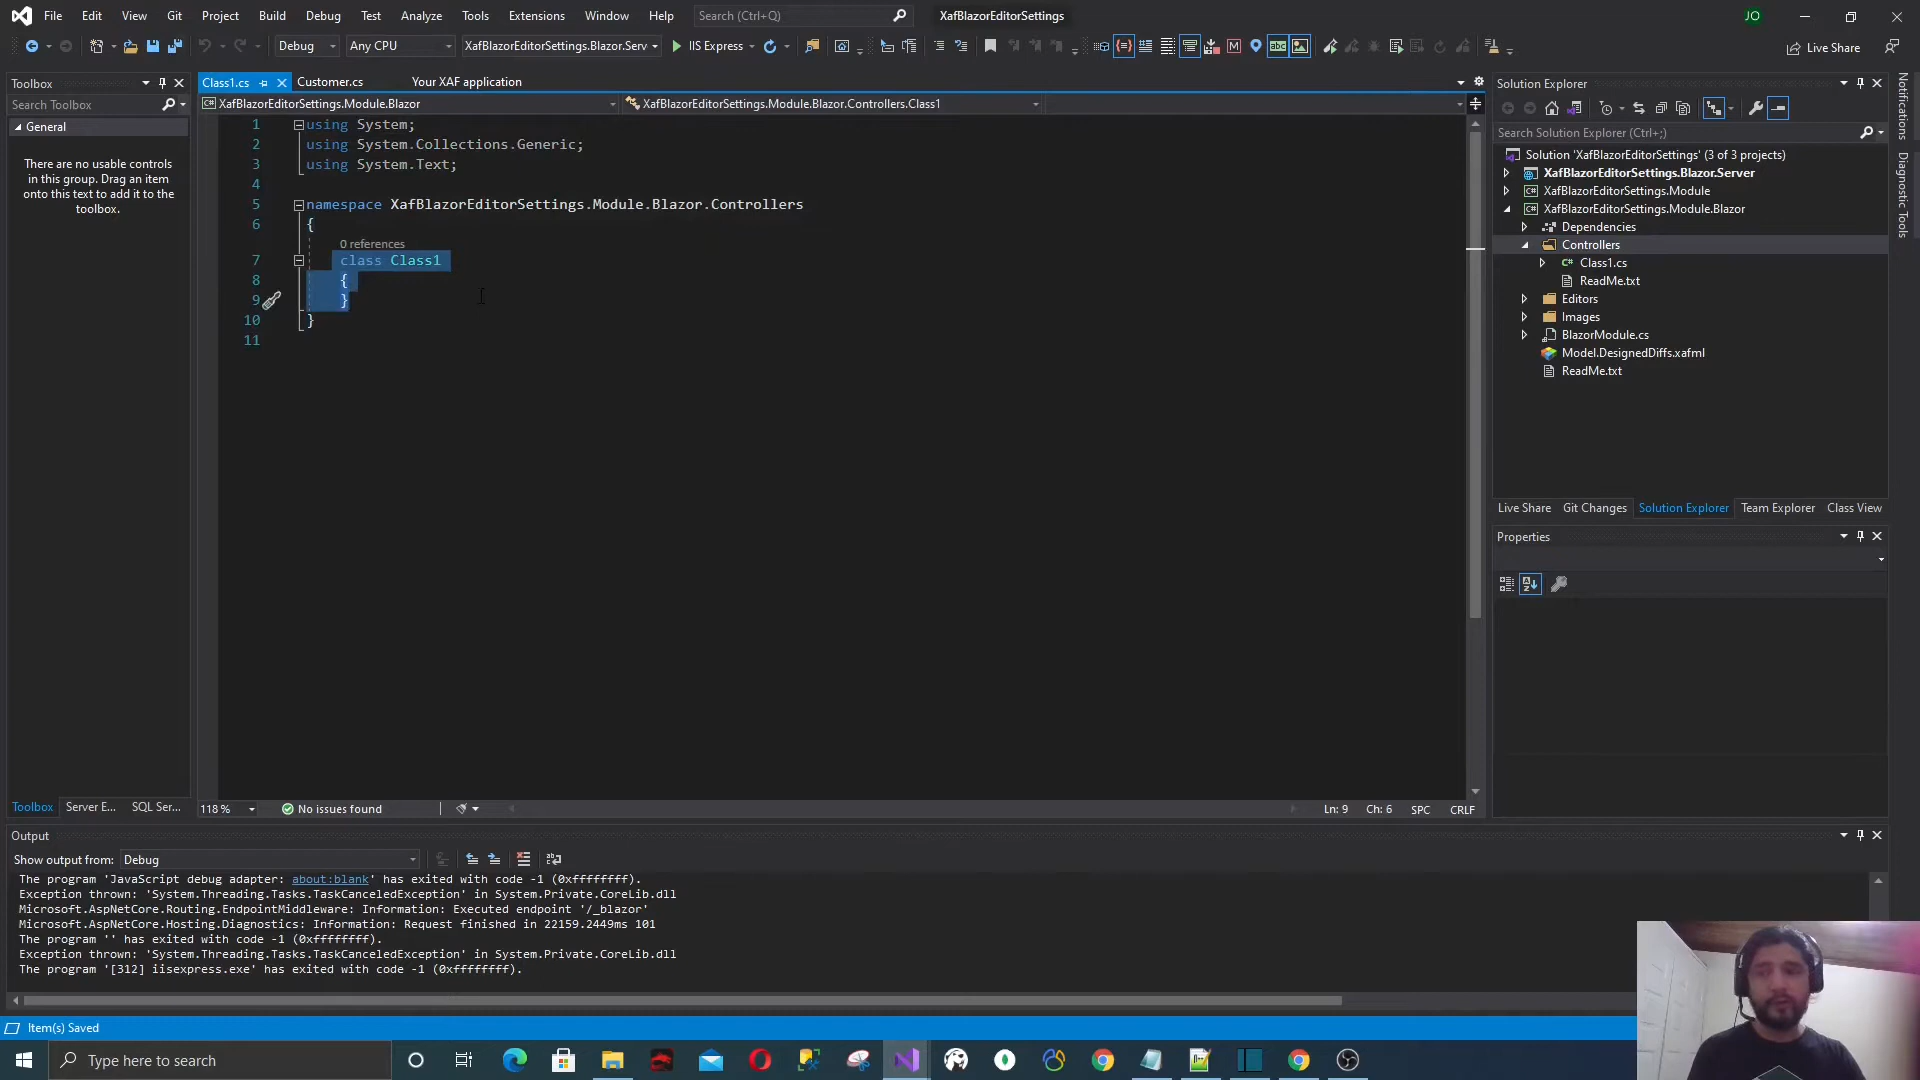 File Edit View Git Project Build Debug Test Analyze Tools Extensions Window Help Search (Ctrl+Q) XafBlazorEditorSettings JO
Debug Any CPU XafBlazorEditorSettings.Blazor.Serv IIS Express Live Share
Toolbox
Search Toolbox
General
There are no usable controls
in this group. Drag an item
onto this text to add it to the
toolbox.
Class1.cs Customer.cs Your XAF application
XafBlazorEditorSettings.Module.Blazor XafBlazorEditorSettings.Module.Blazor.Controllers.Class1
1 using System;
2 using System.Collections.Generic;
3 using System.Text;
4
5 namespace XafBlazorEditorSettings.Module.Blazor.Controllers
6 {
0 references
7 class Class1
8 {
9 }
10 }
11
118 % No issues found Ln: 9 Ch: 6 SPC CRLF
Toolbox Server E... SQL Ser...
Solution Explorer
Search Solution Explorer (Ctrl+;)
Solution 'XafBlazorEditorSettings' (3 of 3 projects)
XafBlazorEditorSettings.Blazor.Server
XafBlazorEditorSettings.Module
XafBlazorEditorSettings.Module.Blazor
Dependencies
Controllers
Class1.cs
ReadMe.txt
Editors
Images
BlazorModule.cs
Model.DesignedDiffs.xafml
ReadMe.txt
Live Share Git Changes Solution Explorer Team Explorer Class View
Properties
Notifications
Diagnostic Tools
Output
Show output from: Debug
The program 'JavaScript debug adapter: about:blank' has exited with code -1 (0xffffffff).
Exception thrown: 'System.Threading.Tasks.TaskCanceledException' in System.Private.CoreLib.dll
Microsoft.AspNetCore.Routing.EndpointMiddleware: Information: Executed endpoint '/_blazor'
Microsoft.AspNetCore.Hosting.Diagnostics: Information: Request finished in 22159.2449ms 101
The program '' has exited with code -1 (0xffffffff).
Exception thrown: 'System.Threading.Tasks.TaskCanceledException' in System.Private.CoreLib.dll
The program '[312] iisexpress.exe' has exited with code -1 (0xffffffff).
Item(s) Saved
Type here to search